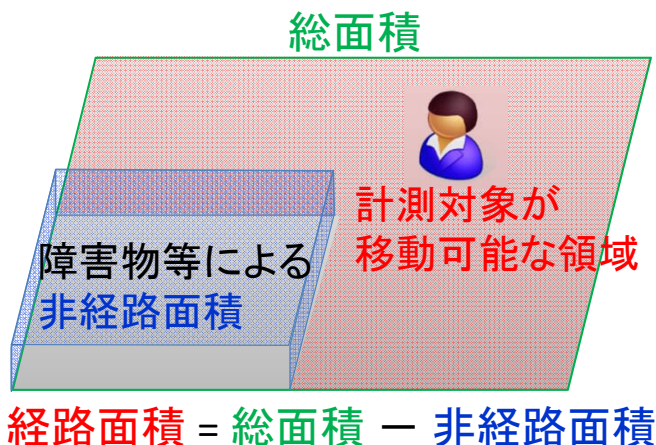 総面積
計測対象が
移動可能な領域
障害物等による
非経路面積
経路面積 = 総面積 － 非経路面積